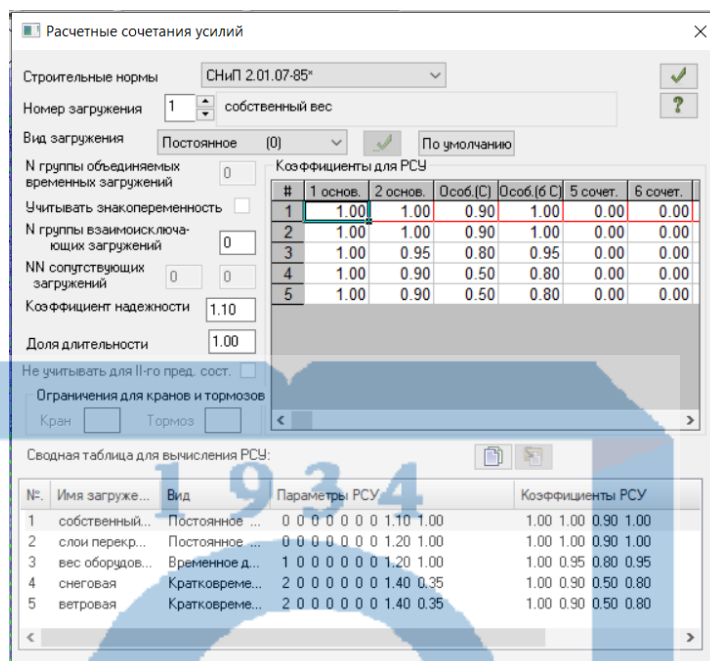 Расчетные сочетания усилий
Строительные нормы СНиП 2.01.07-85*
Номер загружения 1 собственный вес
?
Вид загружения Постоянное (0) По умолчанию
N группы объединяемых временных загружений 0
Учитывать знакопеременность
N группы взаимоисключа-
ющих загружений 0
NN сопутствующих
загружений 0 0
Коэффициент надежности 1.10
Доля длительности 1.00
Не учитывать для II-го пред. сост.
Ограничения для кранов и тормозов
Кран Тормоз
Коэффициенты для РСУ
# 1 основ. 2 основ. Особ.(С) Особ.(б С) 5 сочет. 6 сочет.
1 1.00 1.00 0.90 1.00 0.00 0.00
2 1.00 1.00 0.90 1.00 0.00 0.00
3 1.00 0.95 0.80 0.95 0.00 0.00
4 1.00 0.90 0.50 0.80 0.00 0.00
5 1.00 0.90 0.50 0.80 0.00 0.00
Сводная таблица для вычисления РСУ:
1934
№. Имя загруже... Вид Параметры РСУ Коэффициенты РСУ
1 собственный... Постоянное ... 0 0 0 0 0 0 0 1.10 1.00 1.00 1.00 0.90 1.00
2 слои перекр... Постоянное ... 0 0 0 0 0 0 0 1.20 1.00 1.00 1.00 0.90 1.00
3 вес оборудов... Временное д... 1 0 0 0 0 0 0 1.20 1.00 1.00 0.95 0.80 0.95
4 снеговая Кратковреме... 2 0 0 0 0 0 0 1.40 0.35 1.00 0.90 0.50 0.80
5 ветровая Кратковреме... 2 0 0 0 0 0 0 1.40 0.35 1.00 0.90 0.50 0.80